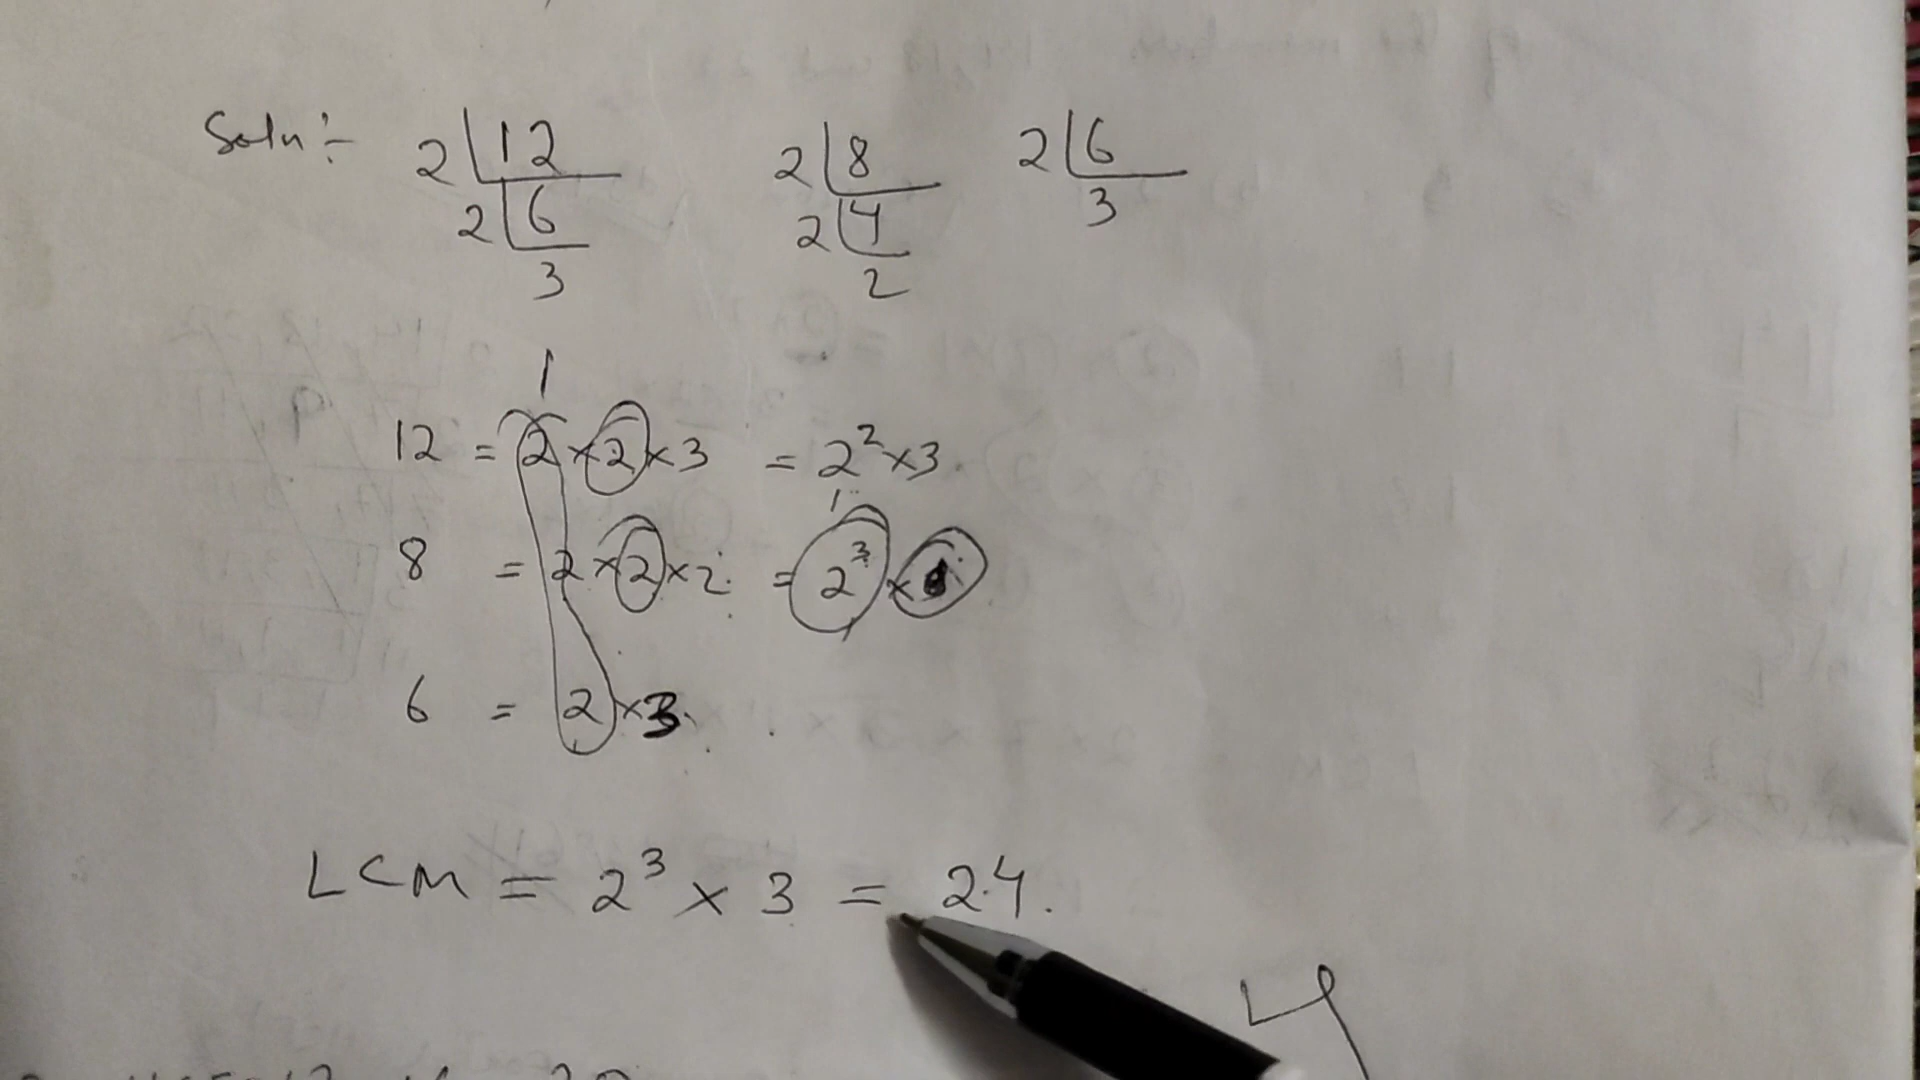 Soln:-
2 | 12   2 | 8   2 | 6
2 | 6   2 | 4   3
3   2
1
12 = 2 × 2 × 3 = 2² × 3
8 = 2 × 2 × 2 = 2³ ×
6 = 2 × 3
LCM = 2³ × 3 = 24.